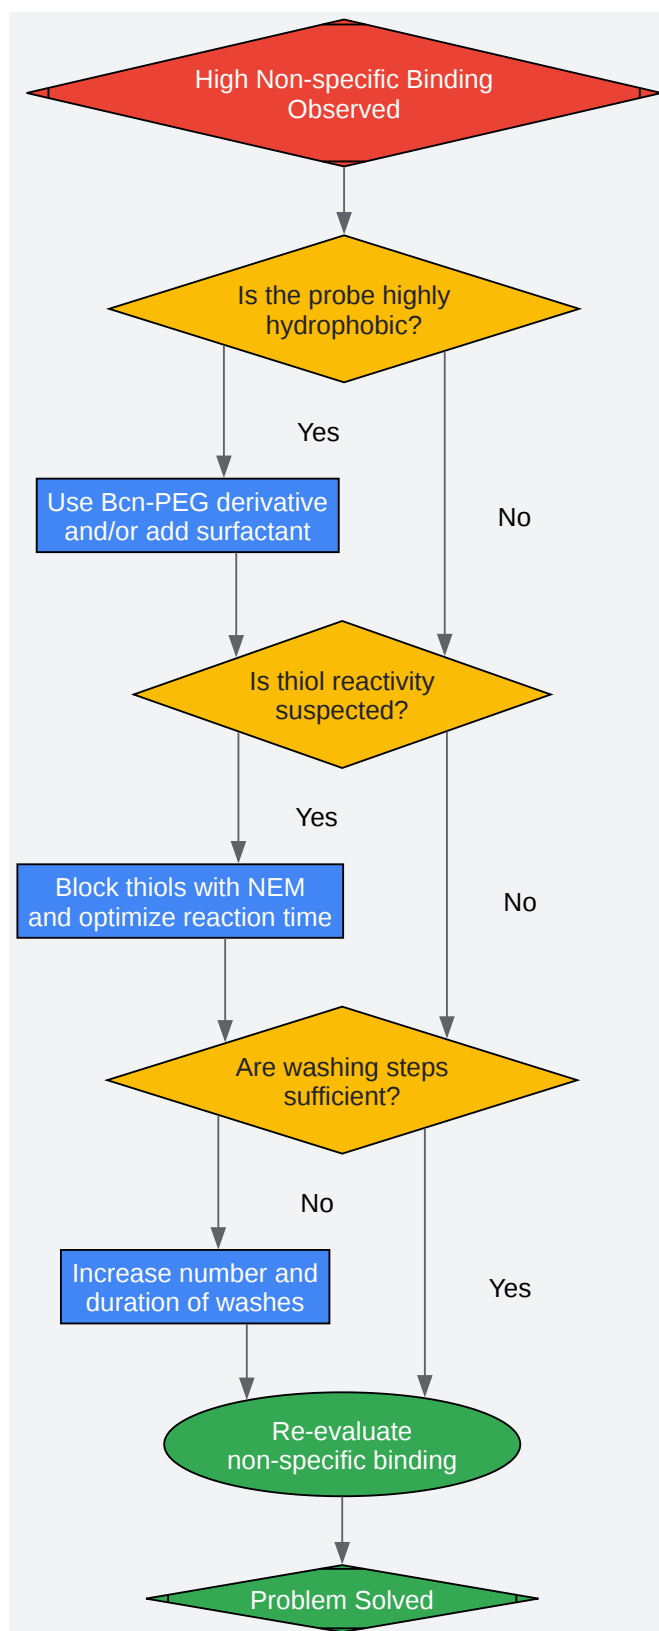 High Non-specific Binding
Observed
Is the probe highly
hydrophobic?
Yes
Use Bcn-PEG derivative
and/or add surfactant
No
Is thiol reactivity
suspected?
Yes
Block thiols with NEM
and optimize reaction time
No
Are washing steps
sufficient?
No
Increase number and
duration of washes
Yes
Re-evaluate
non-specific binding
Problem Solved